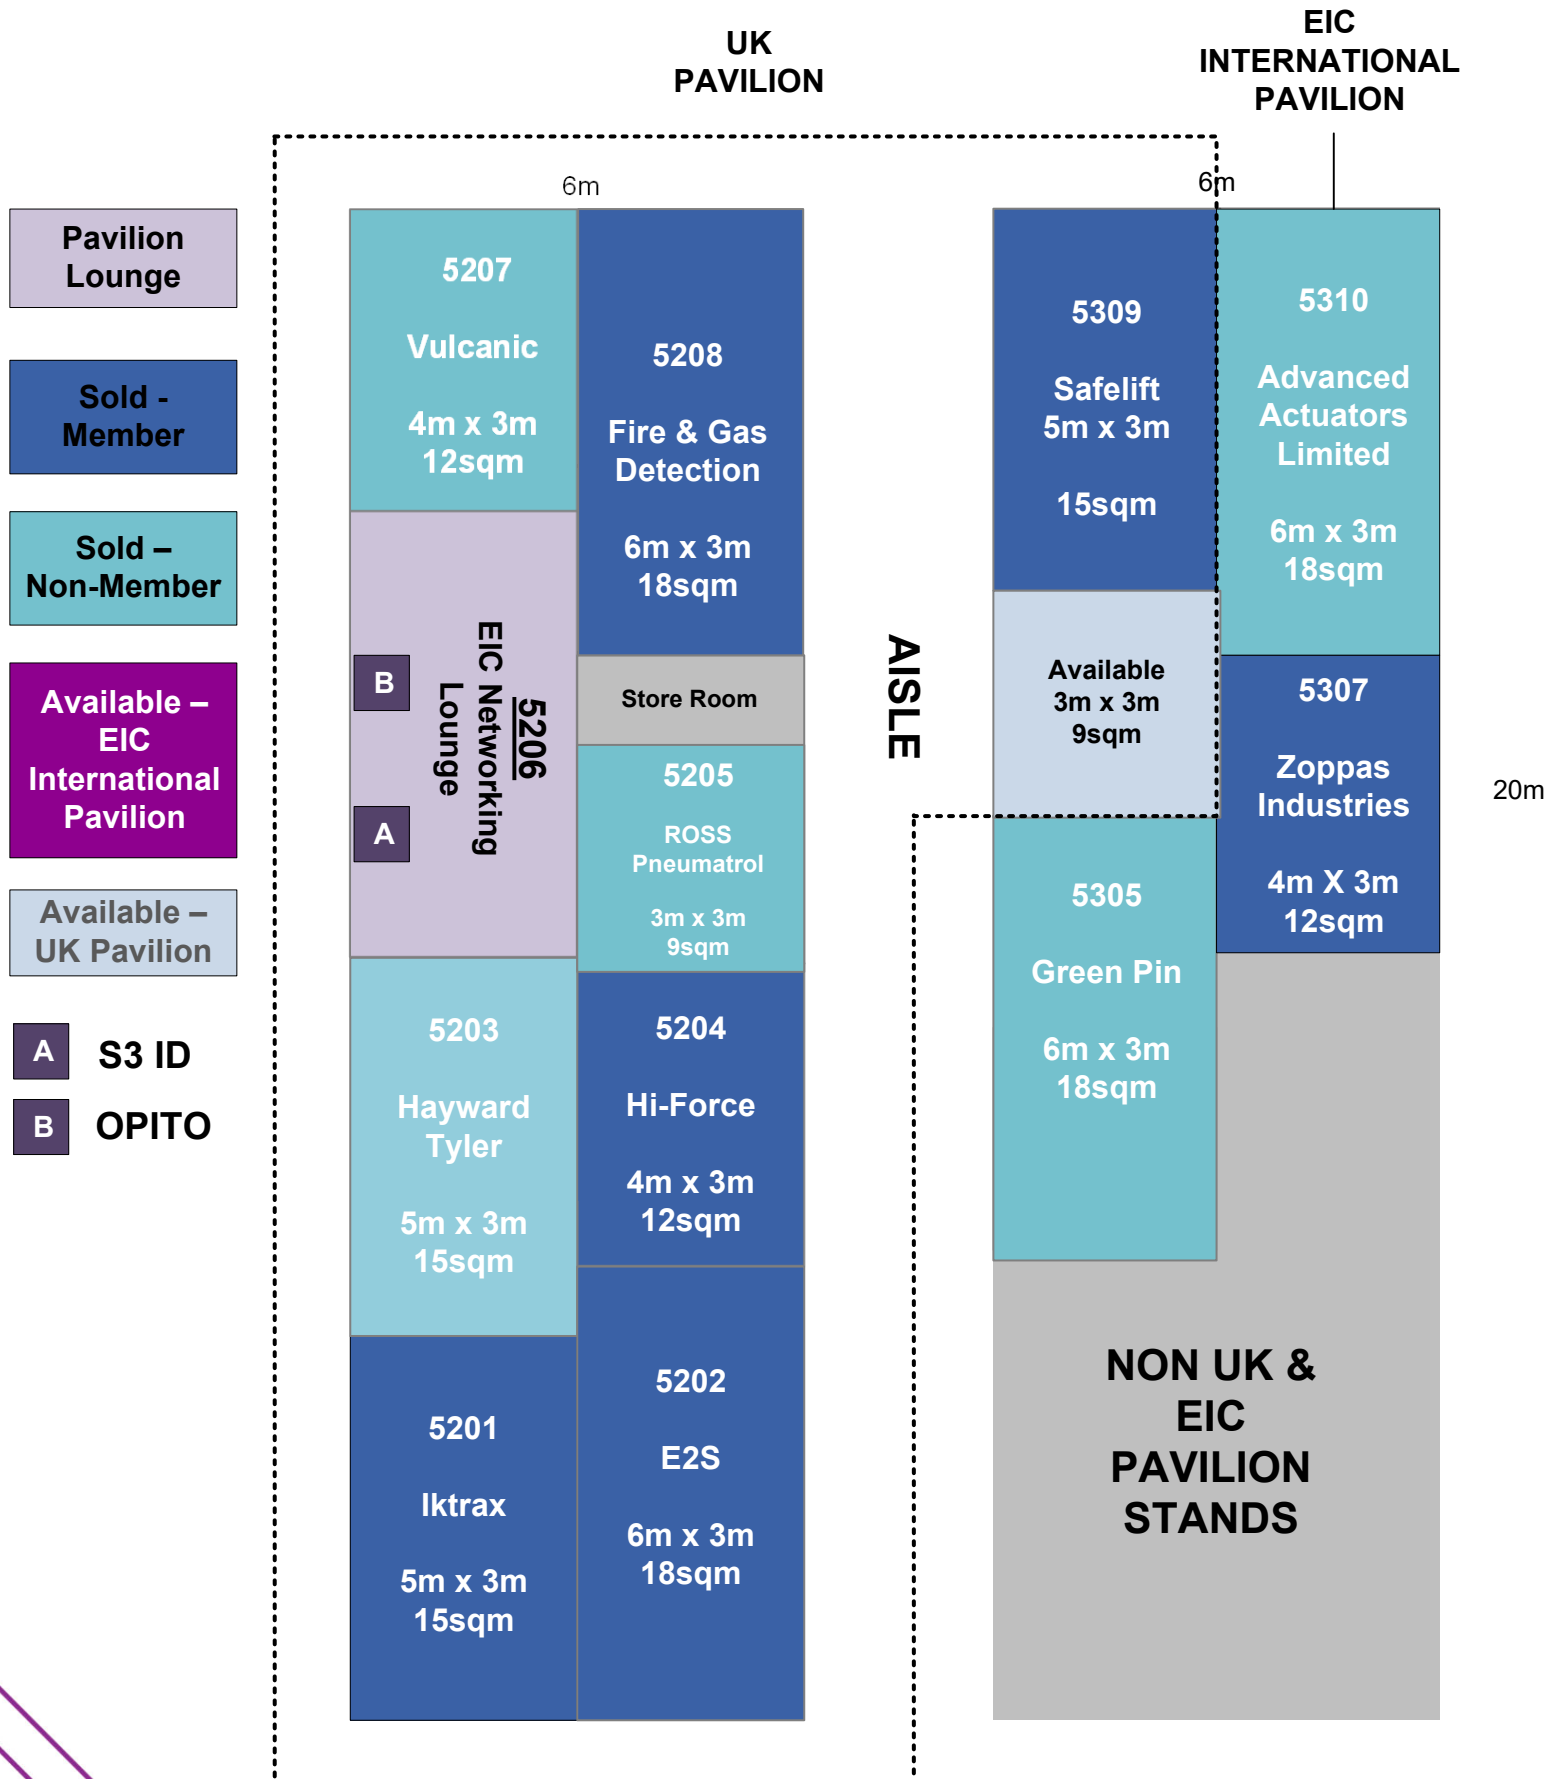 UK
PAVILION
EIC
INTERNATIONAL
PAVILION
6m
6m
Pavilion
Lounge
Sold -
Member
Sold –
Non-Member
Available –
EIC
International
Pavilion
Available –
UK Pavilion
A
S3 ID
B
OPITO
5207
Vulcanic
4m x 3m
12sqm
5208
Fire & Gas
Detection
6m x 3m
18sqm
5206
EIC Networking
Lounge
B
A
Store Room
5205
ROSS
Pneumatrol
3m x 3m
9sqm
5203
Hayward
Tyler
5m x 3m
15sqm
5204
Hi-Force
4m x 3m
12sqm
5201
Iktrax
5m x 3m
15sqm
5202
E2S
6m x 3m
18sqm
AISLE
5309
Safelift
5m x 3m
15sqm
5310
Advanced
Actuators
Limited
6m x 3m
18sqm
Available
3m x 3m
9sqm
5307
Zoppas
Industries
4m X 3m
12sqm
20m
5305
Green Pin
6m x 3m
18sqm
NON UK &
EIC
PAVILION
STANDS